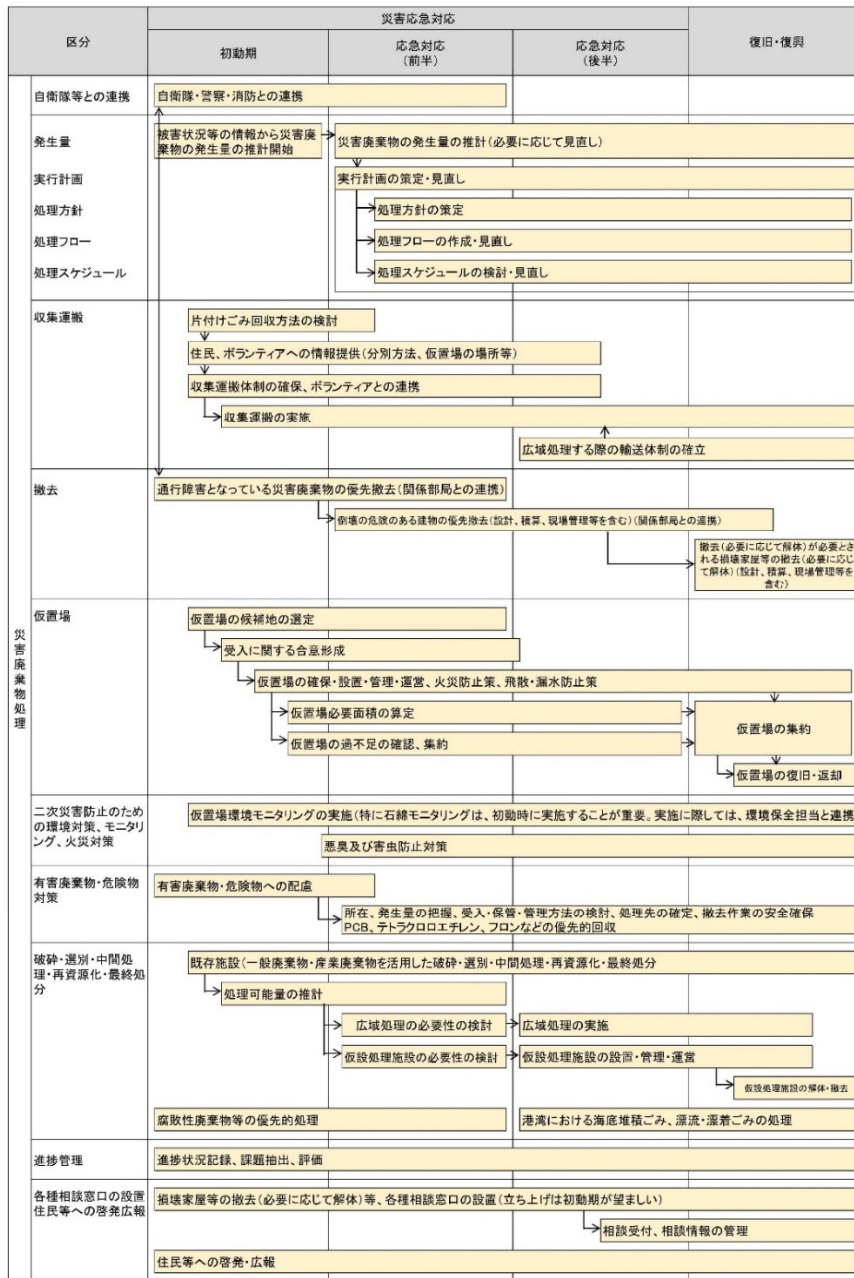 区分
災害応急対応
初動期
応急対応
(前半)
応急対応
(後半)
復旧・復興
災害廃棄物処理
自衛隊等との連携
自衛隊・警察・消防との連携
発生量
被害状況等の情報から災害廃
棄物の発生量の推計開始
災害廃棄物の発生量の推計(必要に応じて見直し)
実行計画
実行計画の策定・見直し
処理方針
処理方針の策定
処理フロー
処理フローの作成・見直し
処理スケジュール
処理スケジュールの検討・見直し
収集運搬
片付けごみ回収方法の検討
住民、ボランティアへの情報提供(分別方法、仮置場の場所等)
収集運搬体制の確保、ボランティアとの連携
収集運搬の実施
広域処理する際の輸送体制の確立
撤去
通行障害となっている災害廃棄物の優先撤去(関係部局との連携)
倒壊の危険のある建物の優先撤去(設計、積算、現場管理等を含む)(関係部局との連携)
撤去(必要に応じて解体)が必要とさ
れる損壊家屋等の撤去(必要に応じ
て解体)(設計、積算、現場管理等を
含む)
仮置場
仮置場の候補地の選定
受入に関する合意形成
仮置場の確保・設置・管理・運営、火災防止策、飛散・漏水防止策
仮置場必要面積の算定
仮置場の過不足の確認、集約
仮置場の集約
仮置場の復旧・返却
二次災害防止のため
の環境対策、モニタリ
ング、火災対策
仮置場環境モニタリングの実施(特に石綿モニタリングは、初動時に実施することが重要。実施に際しては、環境保全担当と連携
悪臭及び害虫防止対策
有害廃棄物・危険物
対策
有害廃棄物・危険物への配慮
所在、発生量の把握、受入・保管・管理方法の検討、処理先の確定、撤去作業の安全確保
PCB、テトラクロロエチレン、フロンなどの優先的回収
破砕・選別・中間処
理・再資源化・最終処
分
既存施設(一般廃棄物・産業廃棄物を活用した破砕・選別・中間処理・再資源化・最終処分
処理可能量の推計
広域処理の必要性の検討
広域処理の実施
仮設処理施設の必要性の検討
仮設処理施設の設置・管理・運営
仮設処理施設の解体・撤去
腐敗性廃棄物等の優先的処理
港湾における海底堆積ごみ、漂流・漂着ごみの処理
進捗管理
進捗状況記録、課題抽出、評価
各種相談窓口の設置
住民等への啓発広報
損壊家屋等の撤去(必要に応じて解体)等、各種相談窓口の設置(立ち上げは初動期が望ましい)
相談受付、相談情報の管理
住民等への啓発・広報